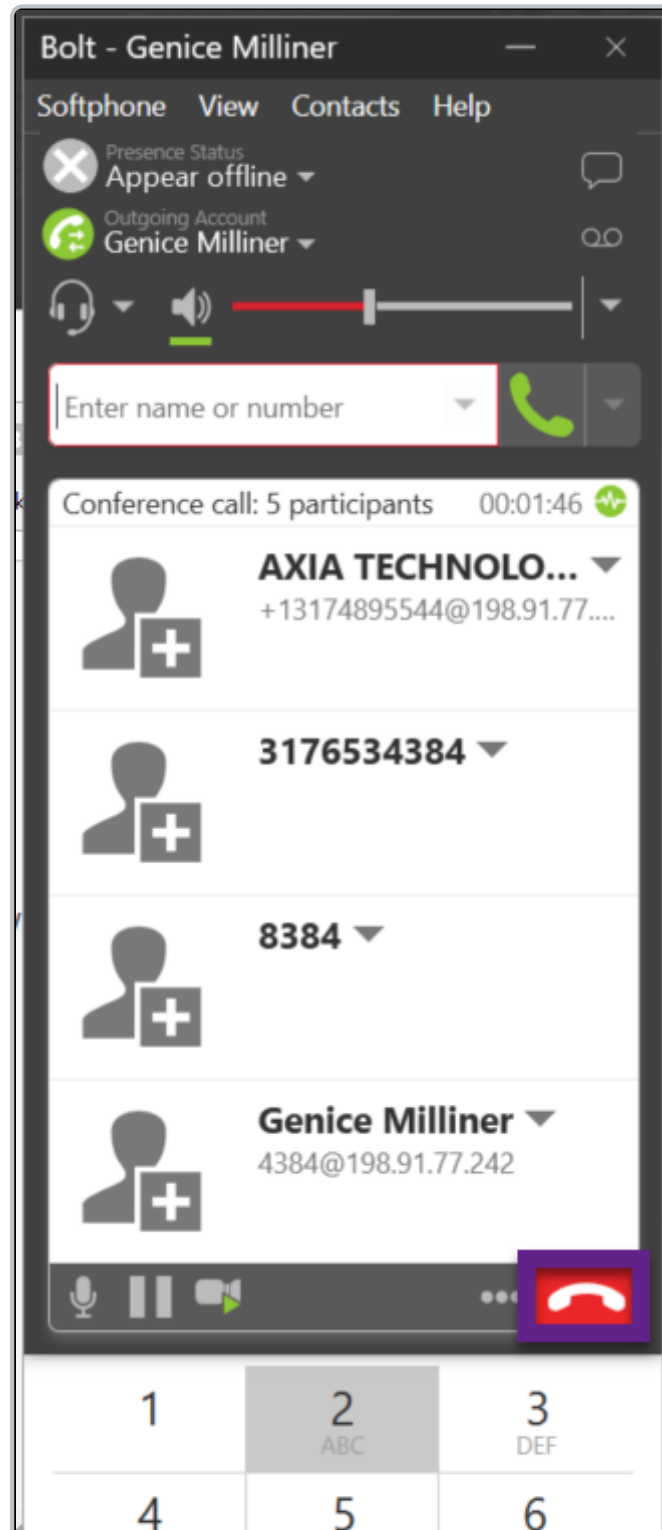 Bolt - Genice Milliner
Softphone View Contacts Help
Presence Status
Appear offline
Outgoing Account
Genice Milliner
Enter name or number
Conference call: 5 participants 00:01:46
AXIA TECHNOLO...
+13174895544@198.91.77....
3176534384
8384
Genice Milliner
4384@198.91.77.242
1 2 3
ABC DEF
4 5 6